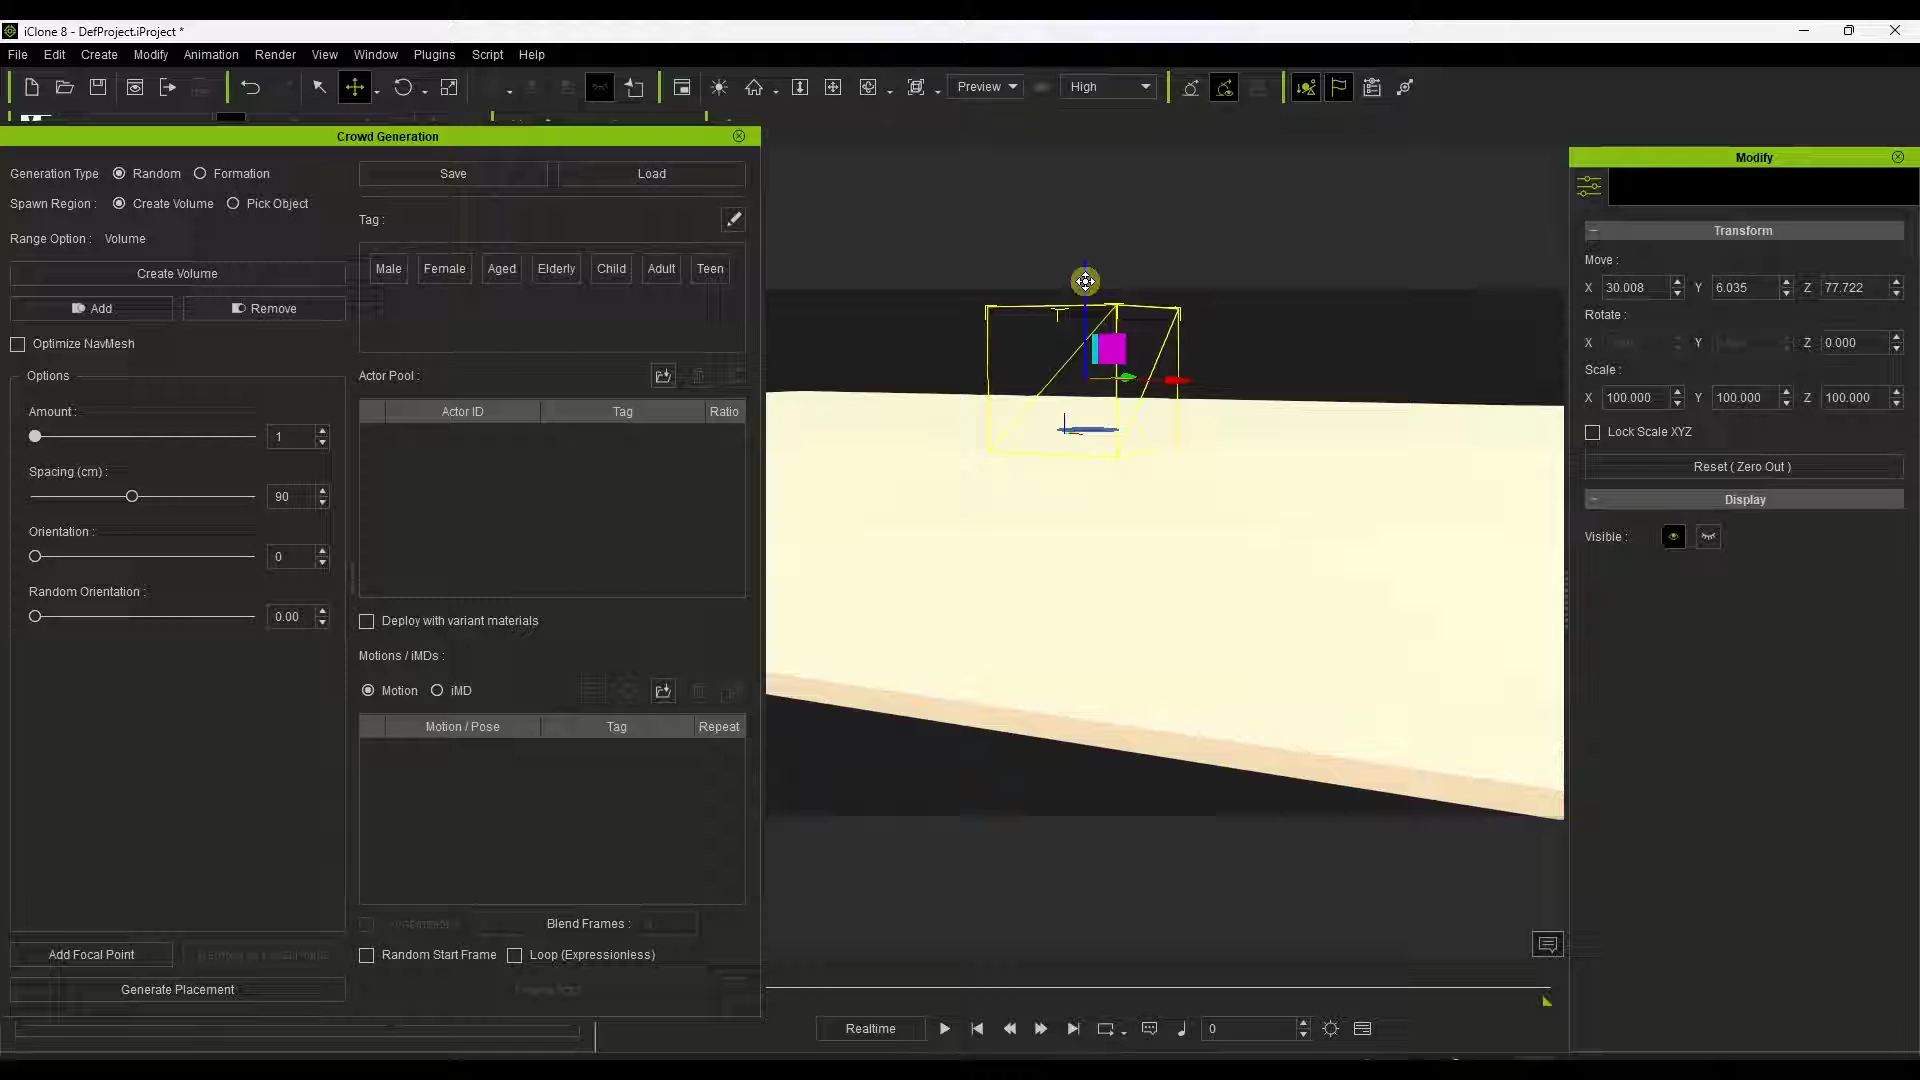 iClone 8 - DefProject.iProject *
File Edit Create Modify Animation Render View Window Plugins Script Help
Preview High
Crowd Generation
Generation Type Random Formation
Spawn Region : Create Volume Pick Object
Range Option : Volume
Create Volume
Add Remove
Optimize NavMesh
Options
Amount :
1
Spacing (cm) :
90
Orientation :
0
Random Orientation :
0.00
Add Focal Point
Generate Placement
Save Load
Tag :
Male Female Aged Elderly Child Adult Teen
Actor Pool :
Actor ID Tag Ratio
Deploy with variant materials
Motions / iMDs :
Motion iMD
Motion / Pose Tag Repeat
Blend Frames :
Random Start Frame Loop (Expressionless)
Modify
Transform
Move :
X 30.008 Y 6.035 Z 77.722
Rotate :
X Y Z 0.000
Scale :
X 100.000 Y 100.000 Z 100.000
Lock Scale XYZ
Reset ( Zero Out )
Display
Visible :
Realtime 0